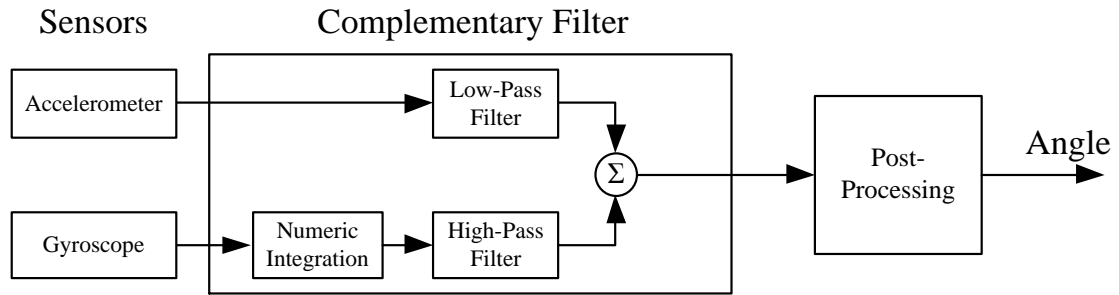 Sensors
Complementary Filter
Accelerometer
Low-Pass
Filter
Σ
Post-
Processing
Angle
Gyroscope
Numeric
Integration
High-Pass
Filter